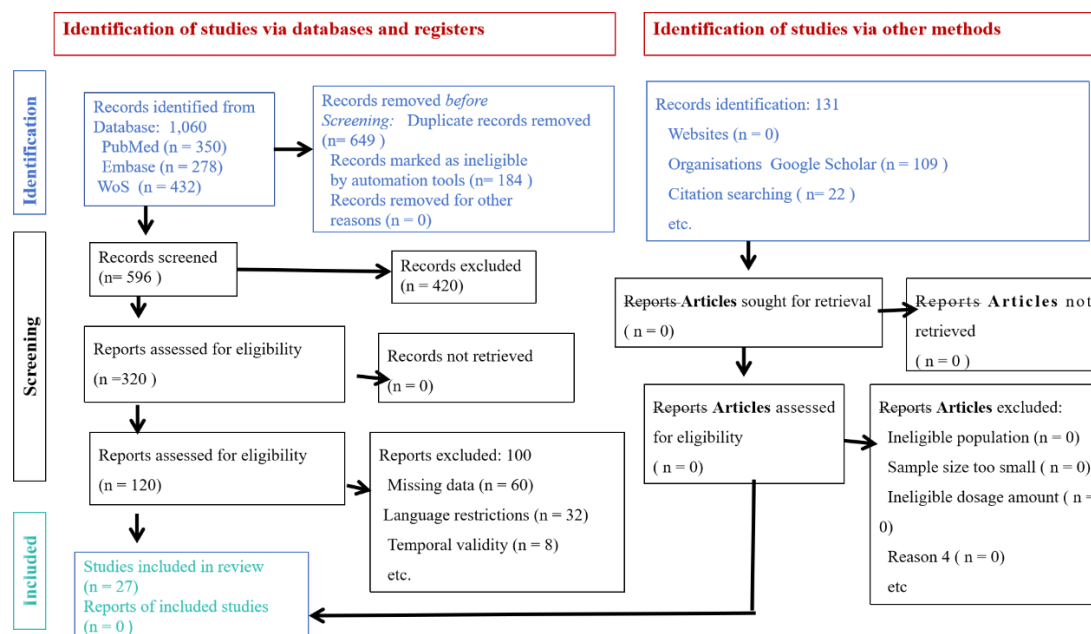 Identification of studies via databases and registers
Identification of studies via other methods
Identification
Records identified from
Database: 1,060
PubMed (n = 350)
Embase (n = 278)
WoS (n = 432)
Records removed before
Screening: Duplicate records removed
(n= 649 )
Records marked as ineligible
by automation tools (n= 184 )
Records removed for other
reasons (n = 0)
Records identification: 131
Websites (n = 0)
Organisations Google Scholar (n = 109 )
Citation searching ( n= 22 )
etc.
Screening
Records screened
(n= 596 )
Records excluded
(n = 420)
Reports Articles sought for retrieval
( n = 0)
Reports Articles not
retrieved
( n = 0 )
Reports assessed for eligibility
(n =320 )
Records not retrieved
(n = 0)
Reports Articles assessed
for eligibility
( n = 0)
Reports Articles excluded:
Ineligible population (n = 0)
Sample size too small ( n = 0)
Ineligible dosage amount ( n =
0)
Reason 4 ( n = 0)
etc
Reports assessed for eligibility
(n = 120)
Reports excluded: 100
Missing data (n = 60)
Language restrictions (n = 32)
Temporal validity (n = 8)
etc.
Included
Studies included in review
(n = 27)
Reports of included studies
(n = 0 )